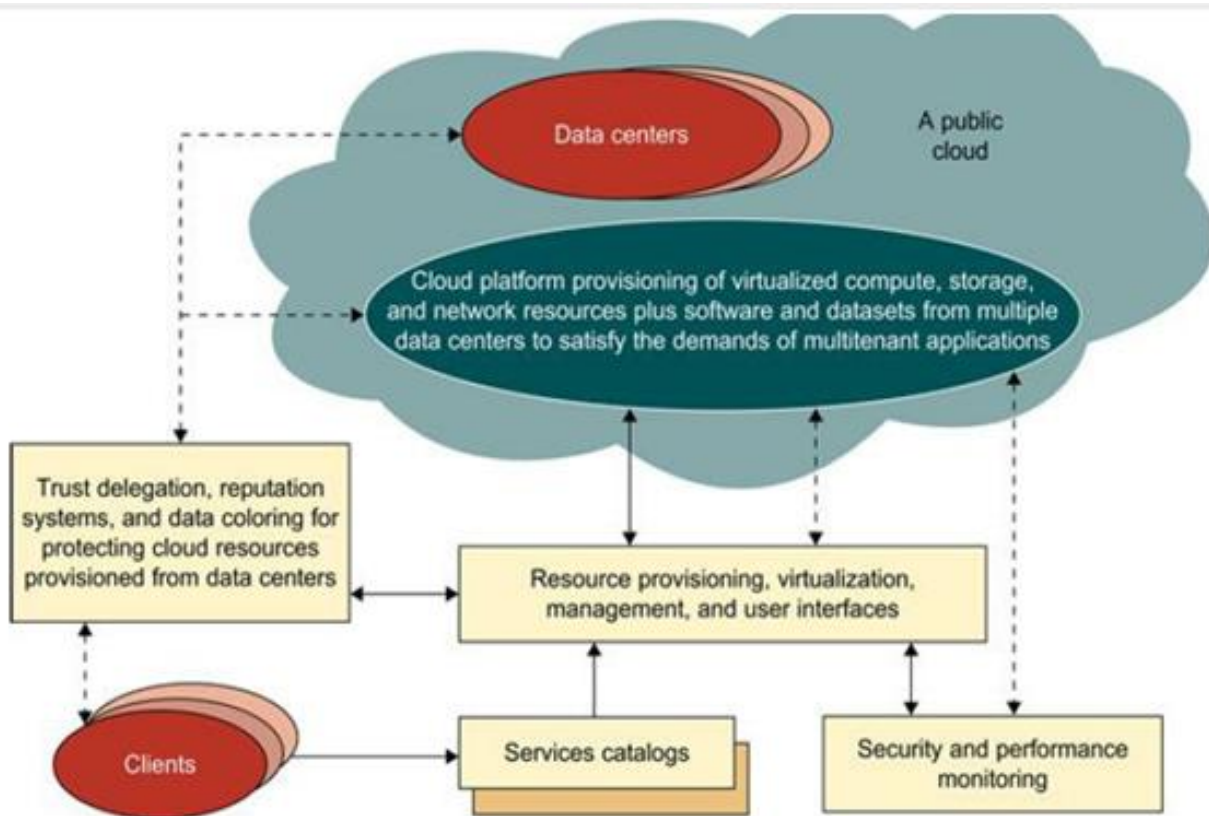 Data centers
A public
cloud
Cloud platform provisioning of virtualized compute, storage,
and network resources plus software and datasets from multiple
data centers to satisfy the demands of multitenant applications
Trust delegation, reputation
systems, and data coloring for
protecting cloud resources
provisioned from data centers
Resource provisioning, virtualization,
management, and user interfaces
Clients
Services catalogs
Security and performance
monitoring